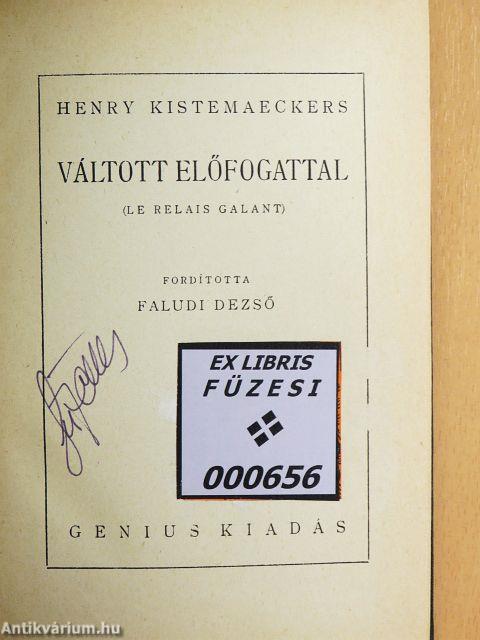 HENRY KISTEMAECKERS
VÁLTOTT ELŐFOGATTAL
(LE RELAIS GALANT)
FORDÍTOTTA
FALUDI DEZSŐ
EX LIBRIS
FÜZESI
000656
GENIUS KIADÁS
Antikvárium.hu